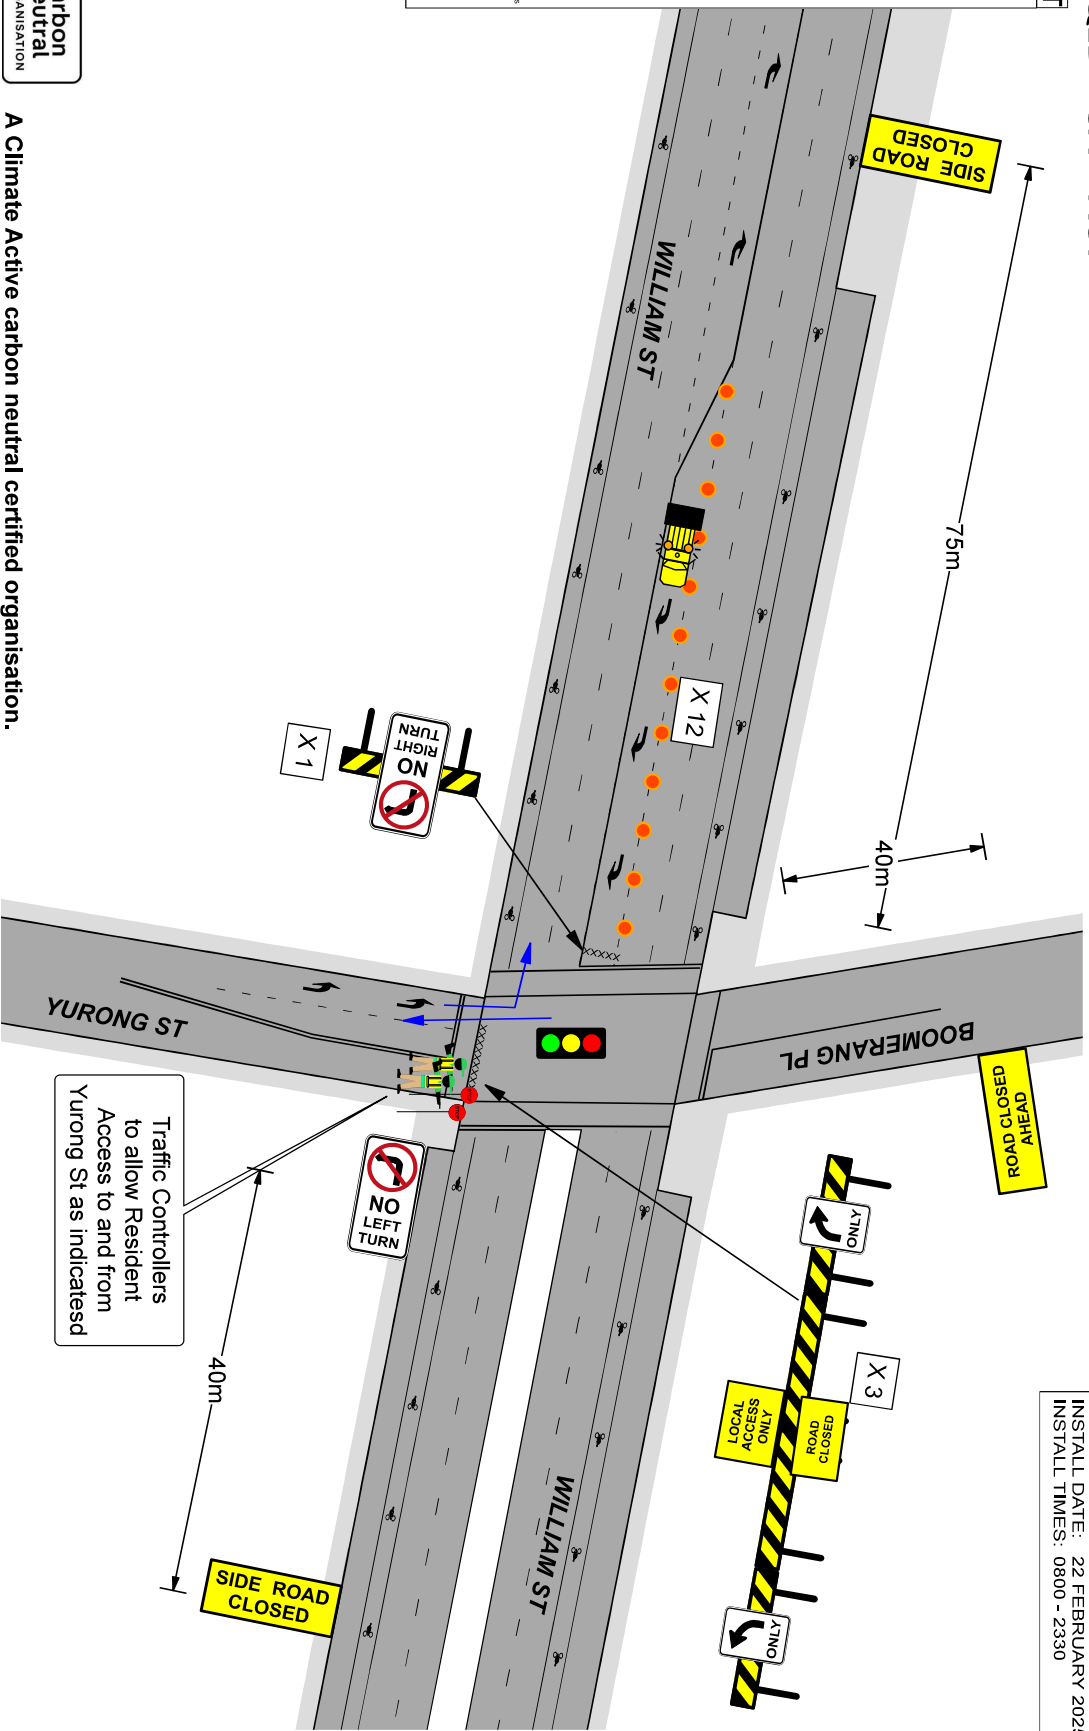 INSTALL DATE: 22 FEBRUARY 202
INSTALL TIMES: 0800 - 2330
SIDE ROAD
CLOSED
75m
40m
WILLIAM ST
X 12
NO
RIGHT
TURN
X 1
BOOMERANG PL
ROAD CLOSED
AHEAD
YURONG ST
Traffic Controllers
to allow Resident
Access to and from
Yurong St as indicatesd
NO
LEFT
TURN
40m
ONLY
X 3
ROAD
CLOSED
LOCAL
ACCESS
ONLY
ONLY
WILLIAM ST
SIDE ROAD
CLOSED
arbon
eutral
ANISATION
A Climate Active carbon neutral certified organisation.